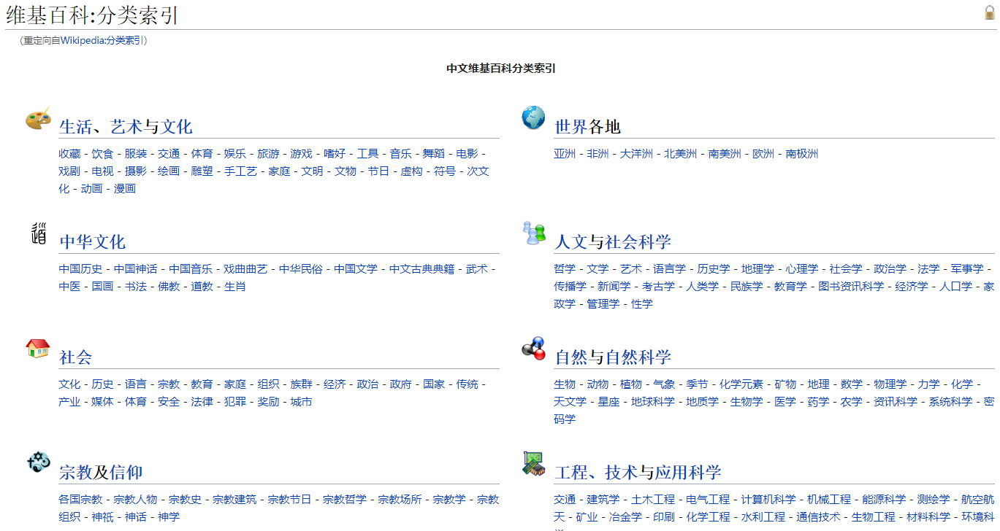 维基百科:分类索引
(重定向自Wikipedia:分类索引)
中文维基百科分类索引
生活、艺术与文化
收藏 - 饮食 - 服装 - 交通 - 体育 - 娱乐 - 旅游 - 游戏 - 嗜好 - 工具 - 音乐 - 舞蹈 - 电影 -
戏剧 - 电视 - 摄影 - 绘画 - 雕塑 - 手工艺 - 家庭 - 文明 - 文物 - 节日 - 虚构 - 符号 - 次文
化 - 动画 - 漫画
世界各地
亚洲 - 非洲 - 大洋洲 - 北美洲 - 南美洲 - 欧洲 - 南极洲
中华文化
中国历史 - 中国神话 - 中国音乐 - 戏曲曲艺 - 中华民俗 - 中国文学 - 中文古典典籍 - 武术 -
中医 - 国画 - 书法 - 佛教 - 道教 - 生肖
人文与社会科学
哲学 - 文学 - 艺术 - 语言学 - 历史学 - 地理学 - 心理学 - 社会学 - 政治学 - 法学 - 军事学 -
传播学 - 新闻学 - 考古学 - 人类学 - 民族学 - 教育学 - 图书资讯科学 - 经济学 - 人口学 - 家
政学 - 管理学 - 性学
社会
文化 - 历史 - 语言 - 宗教 - 教育 - 家庭 - 组织 - 族群 - 经济 - 政治 - 政府 - 国家 - 传统 -
产业 - 媒体 - 体育 - 安全 - 法律 - 犯罪 - 奖励 - 城市
自然与自然科学
生物 - 动物 - 植物 - 气象 - 季节 - 化学元素 - 矿物 - 地理 - 数学 - 物理学 - 力学 - 化学 -
天文学 - 星座 - 地球科学 - 地质学 - 生物学 - 医学 - 药学 - 农学 - 资讯科学 - 系统科学 - 密
码学
宗教及信仰
各国宗教 - 宗教人物 - 宗教史 - 宗教建筑 - 宗教节日 - 宗教哲学 - 宗教场所 - 宗教学 - 宗教
组织 - 神祇 - 神话 - 神学
工程、技术与应用科学
交通 - 建筑学 - 土木工程 - 电气工程 - 计算机科学 - 机械工程 - 能源科学 - 测绘学 - 航空航
天 - 矿业 - 冶金学 - 印刷 - 化学工程 - 水利工程 - 通信技术 - 生物工程 - 材料科学 - 环境科